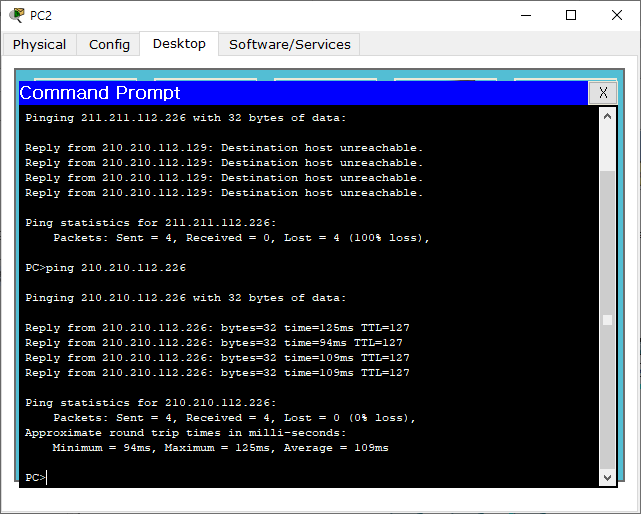 PC2
Physical Config Desktop Software/Services
Command Prompt X
Pinging 211.211.112.226 with 32 bytes of data:
Reply from 210.210.112.129: Destination host unreachable.
Reply from 210.210.112.129: Destination host unreachable.
Reply from 210.210.112.129: Destination host unreachable.
Reply from 210.210.112.129: Destination host unreachable.
Ping statistics for 211.211.112.226:
Packets: Sent = 4, Received = 0, Lost = 4 (100% loss),
PC>ping 210.210.112.226
Pinging 210.210.112.226 with 32 bytes of data:
Reply from 210.210.112.226: bytes=32 time=125ms TTL=127
Reply from 210.210.112.226: bytes=32 time=94ms TTL=127
Reply from 210.210.112.226: bytes=32 time=109ms TTL=127
Reply from 210.210.112.226: bytes=32 time=109ms TTL=127
Ping statistics for 210.210.112.226:
Packets: Sent = 4, Received = 4, Lost = 0 (0% loss),
Approximate round trip times in milli-seconds:
Minimum = 94ms, Maximum = 125ms, Average = 109ms
PC>